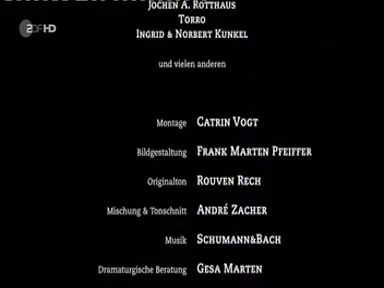 Jochen A. Rotthaus
Torro
Ingrid & Norbert Kunkel
und vielen anderen
Montage Catrin Vogt
Bildgestaltung Frank Marten Pfeiffer
Originalton Rouven Rech
Mischung & Tonschnitt André Zacher
Musik Schumann&Bach
Dramaturgische Beratung Gesa Marten
ZDF HD